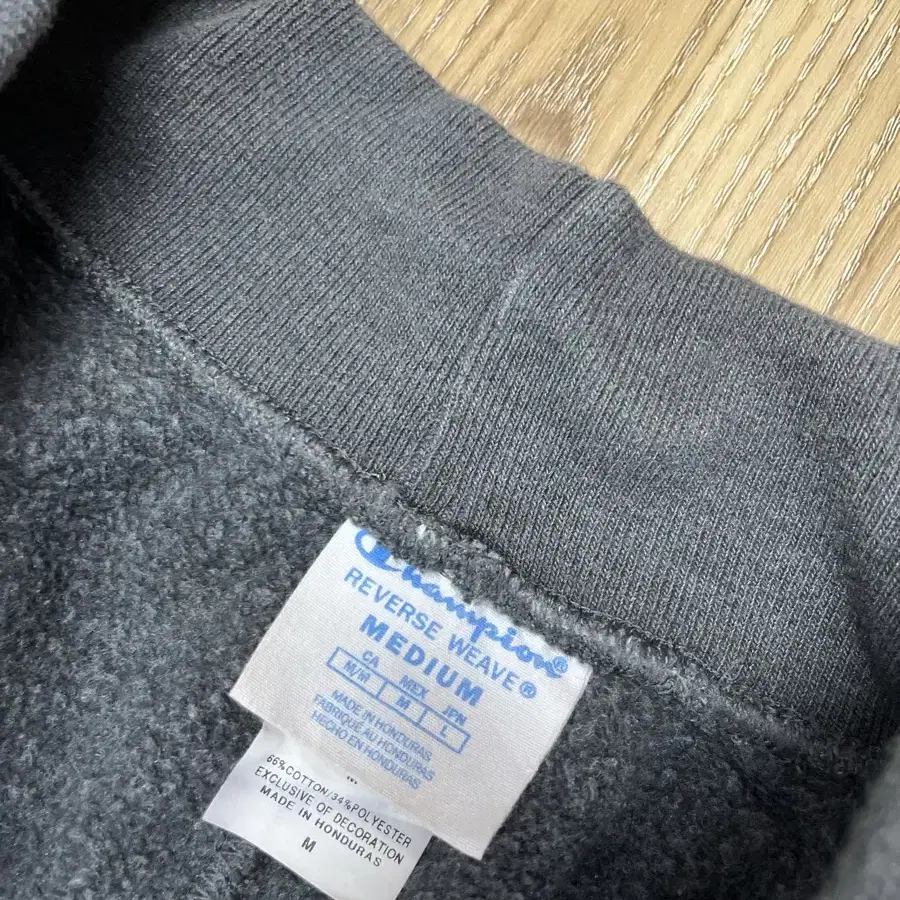 Champion®
REVERSE WEAVE®
MEDIUM
CA MEX JPN
M/M M L
MADE IN HONDURAS
FABRIQUÉ AU HONDURAS
HECHO EN HONDURAS
...
66%COTTON/34%POLYESTER
EXCLUSIVE OF DECORATION
MADE IN HONDURAS
M